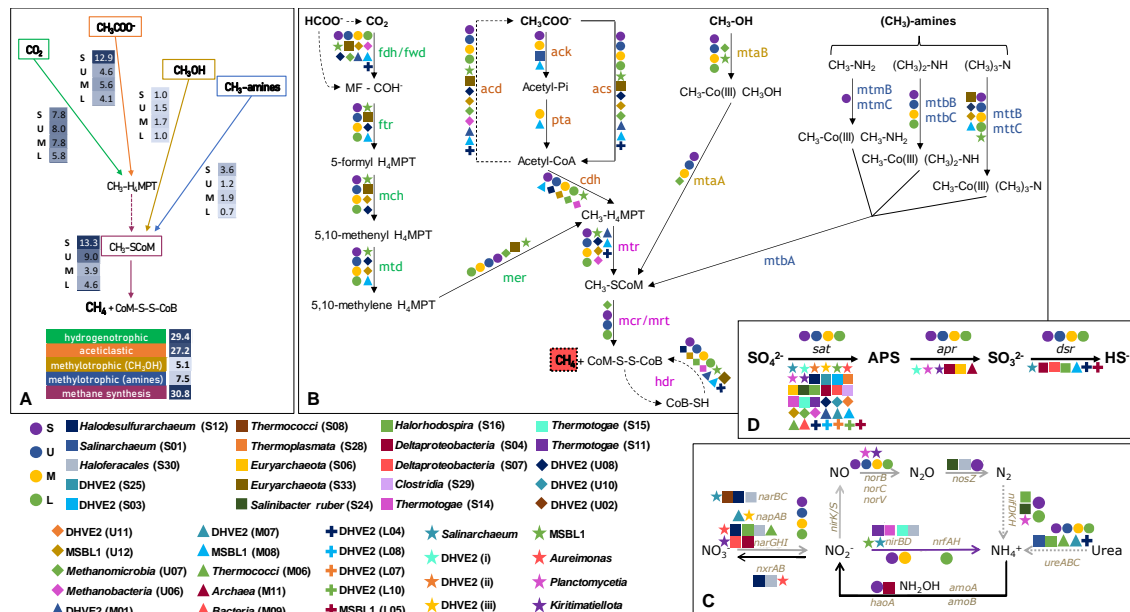 CH₃COO⁻
CO₂
CH₃OH
CH₃-amines
S 12.9
U 4.6
M 5.6
L 4.1
S 1.0
U 1.5
M 1.7
L 1.0
S 7.8
U 8.0
M 7.8
L 5.8
CH₃-H₄MPT
S 3.6
U 1.2
M 1.9
L 0.7
S 13.3
U 9.0
M 3.9
L 4.6
CH₃-SCoM
CH₄ + CoM-S-S-CoB
hydrogenotrophic 29.4
aceticlastic 27.2
methylotrophic (CH₃OH) 5.1
methylotrophic (amines) 7.5
methane synthesis 30.8
A
HCOO⁻ CO₂
fdh/fwd
MF - COH⁻
ftr
5-formyl H₄MPT
mch
5,10-methenyl H₄MPT
mtd
5,10-methylene H₄MPT
mer
CH₃COO⁻
ack
acd
acs
Acetyl-Pi
pta
Acetyl-CoA
cdh
CH₃-H₄MPT
mtr
CH₃-SCoM
mcr/mrt
CH₄ + CoM-S-S-CoB
hdr
CoB-SH
CH₃-OH
mtaB
CH₃-Co(III) CH₃OH
mtaA
(CH₃)-amines
CH₃-NH₂ (CH₃)₂-NH (CH₃)₃-N
mtmB
mtmC
mtbB
mtbC
mttB
mttC
CH₃-Co(III) CH₃-NH₂
CH₃-Co(III) (CH₃)₂-NH
CH₃-Co(III) (CH₃)₃-N
mtbA
B
SO₄²⁻ sat APS apr SO₃²⁻ dsr HS⁻
D
S
U
M
L
Halodesulfurarchaeum (S12)
Salinarchaeum (S01)
Haloferacales (S30)
DHVE2 (S25)
DHVE2 (S03)
Thermococci (S08)
Thermoplasmata (S28)
Euryarchaeota (S06)
Euryarchaeota (S33)
Salinibacter ruber (S24)
Halorhodospira (S16)
Deltaproteobacteria (S04)
Deltaproteobacteria (S07)
Clostridia (S29)
Thermotogae (S14)
Thermotogae (S15)
Thermotogae (S11)
DHVE2 (U08)
DHVE2 (U10)
DHVE2 (U02)
DHVE2 (U11)
MSBL1 (U12)
Methanomicrobia (U07)
Methanobacteria (U06)
DHVE2 (M01)
DHVE2 (M07)
MSBL1 (M08)
Thermococci (M06)
Archaea (M11)
Bacteria (M09)
DHVE2 (L04)
DHVE2 (L08)
DHVE2 (L07)
DHVE2 (L10)
MSBL1 (L05)
Salinarchaeum
DHVE2 (i)
DHVE2 (ii)
DHVE2 (iii)
MSBL1
Aureimonas
Planctomycetia
Kiritimatiellota
NO
norB
norC
norV
N₂O
nosZ
N₂
nirK/S
nifDKH
narBC
napAB
narGHI
NO₃⁻
nxrAB
NO₂⁻
nirBD
nrfAH
NH₄⁺
Urea
ureABC
NH₂OH
haoA
amoA
amoB
C